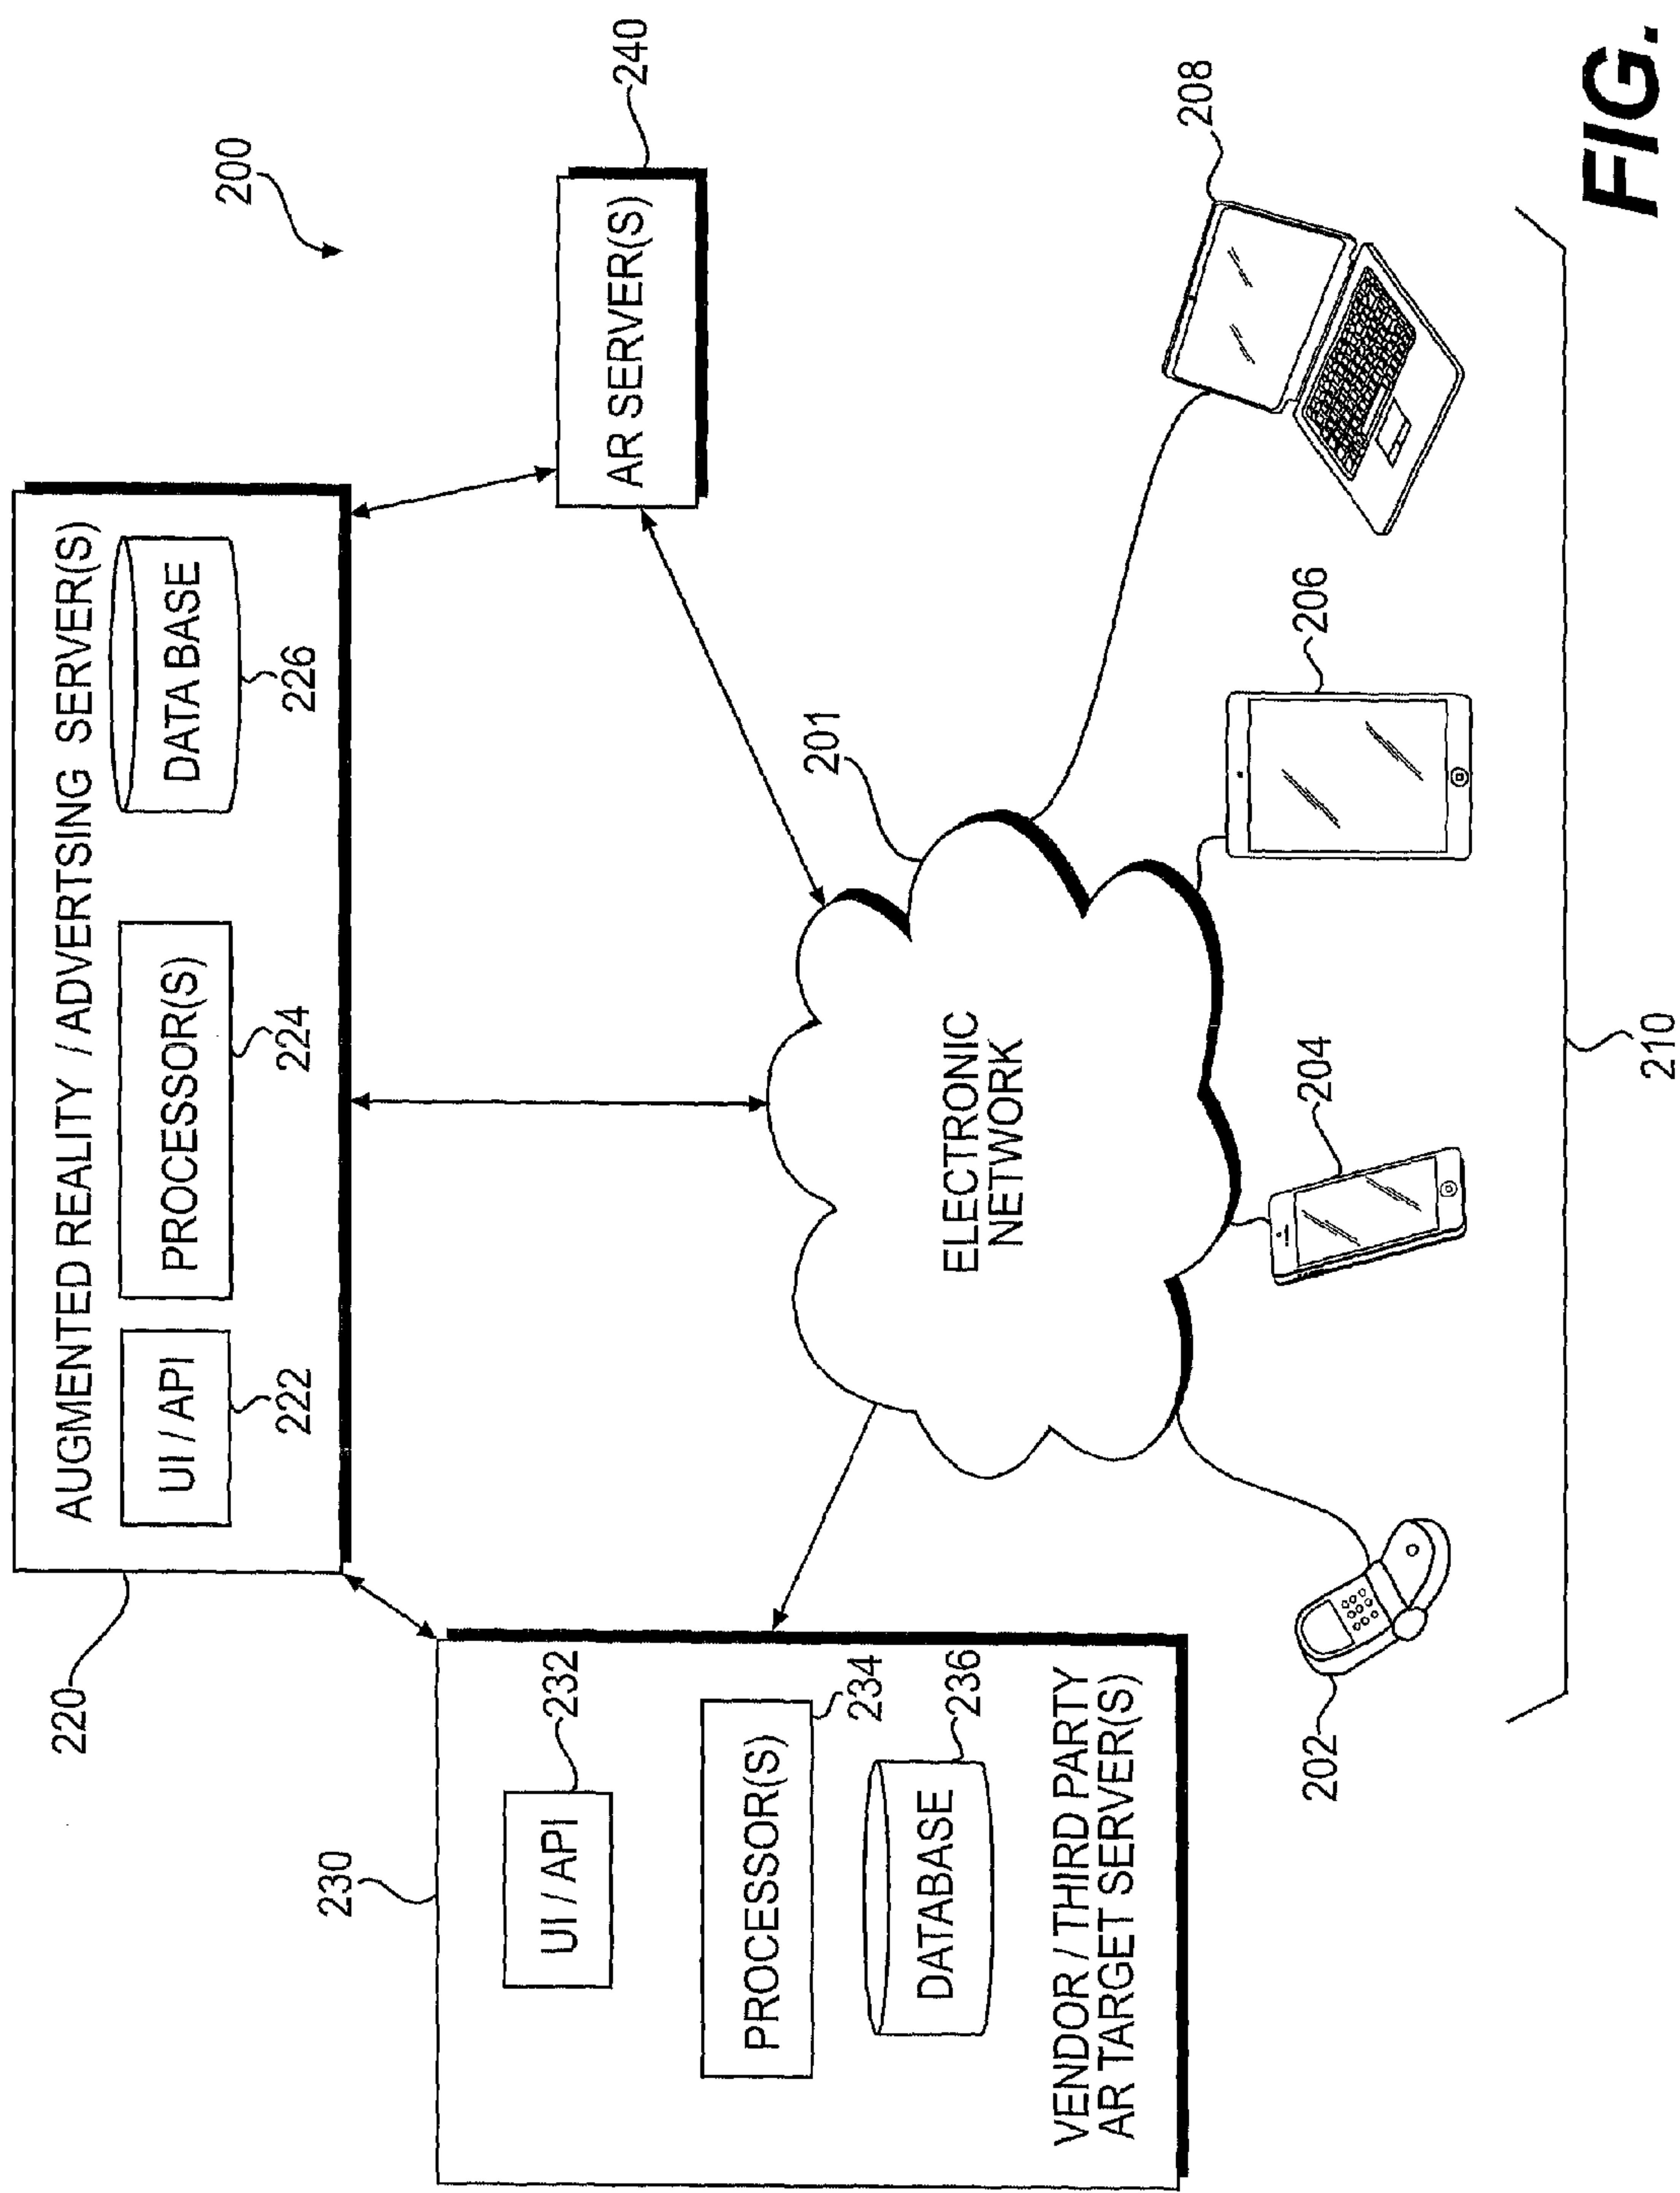 200
220
AUGMENTED REALITY / ADVERTSING SERVER(S)
UI / API
222
PROCESSOR(S)
224
DATA BASE
226
230
UI / API
232
PROCESSOR(S)
234
DATABASE
236
VENDOR / THIRD PARTY
AR TARGET SERVER(S)
AR SERVER(S)
240
201
ELECTRONIC
NETWORK
202
204
206
208
210
FIG.